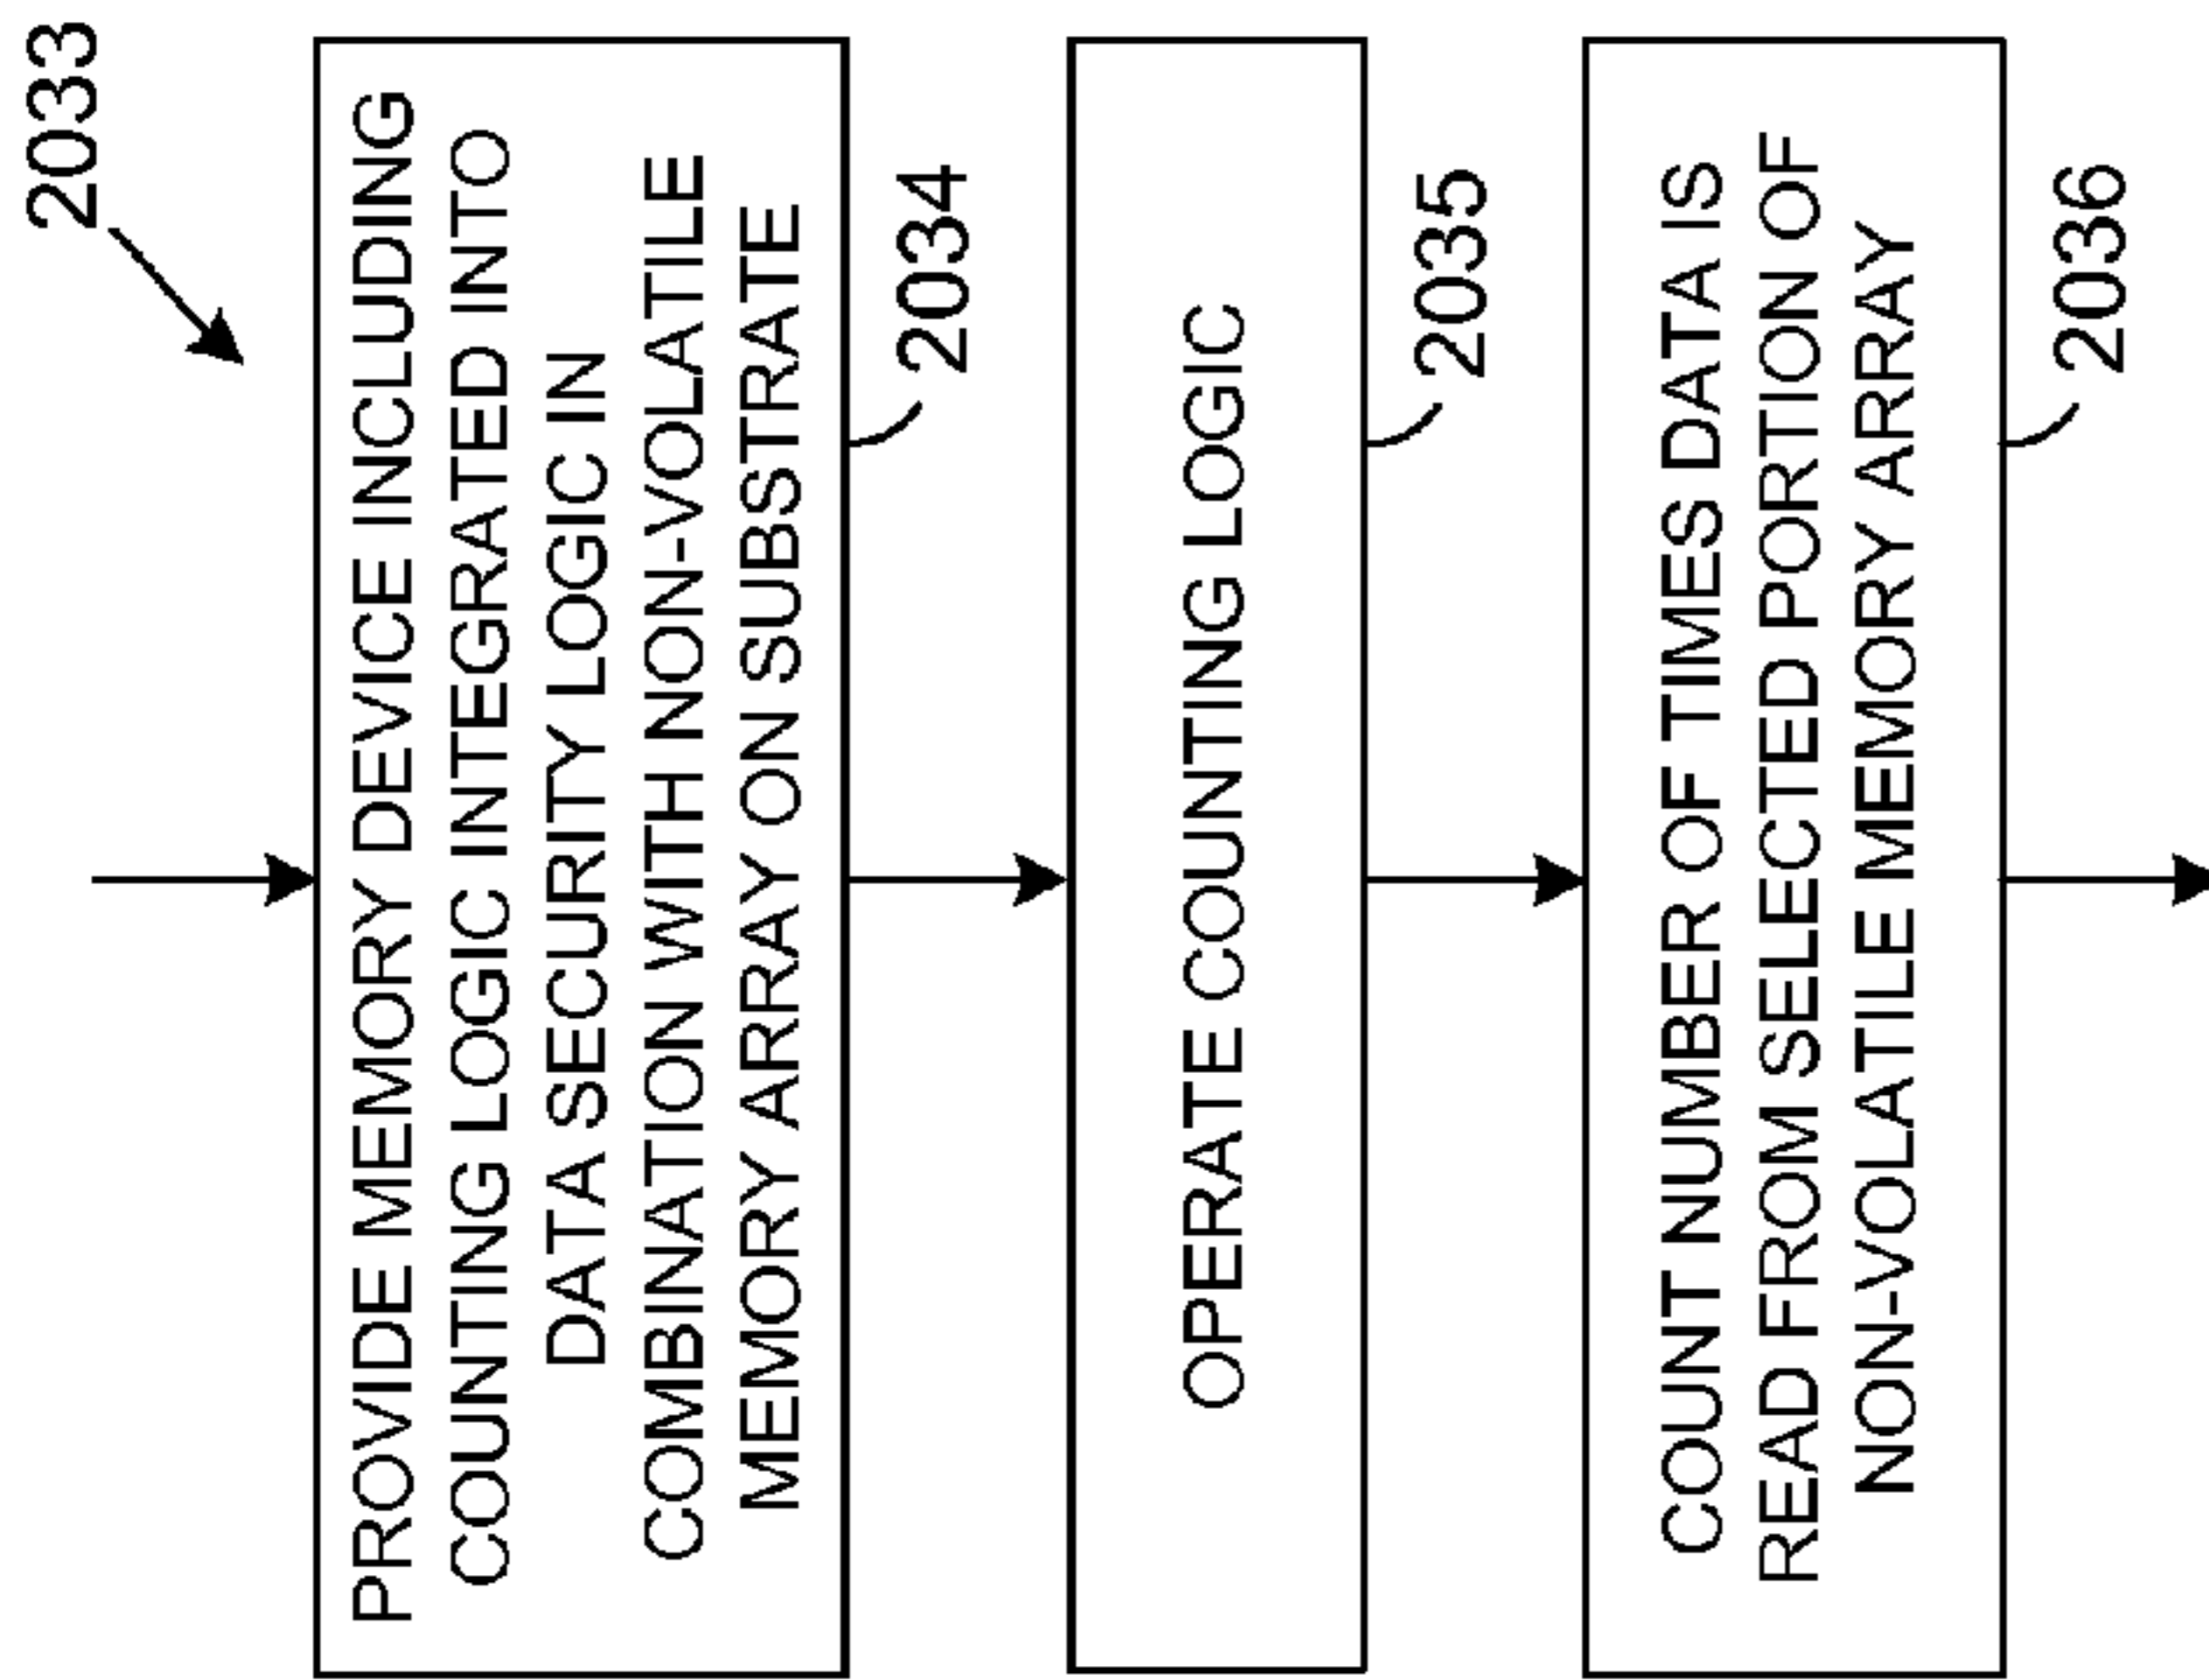 2033
PROVIDE MEMORY DEVICE INCLUDING
COUNTING LOGIC INTEGRATED INTO
DATA SECURITY LOGIC IN
COMBINATION WITH NON-VOLATILE
MEMORY ARRAY ON SUBSTRATE
2034
OPERATE COUNTING LOGIC
2035
COUNT NUMBER OF TIMES DATA IS
READ FROM SELECTED PORTION OF
NON-VOLATILE MEMORY ARRAY
2036